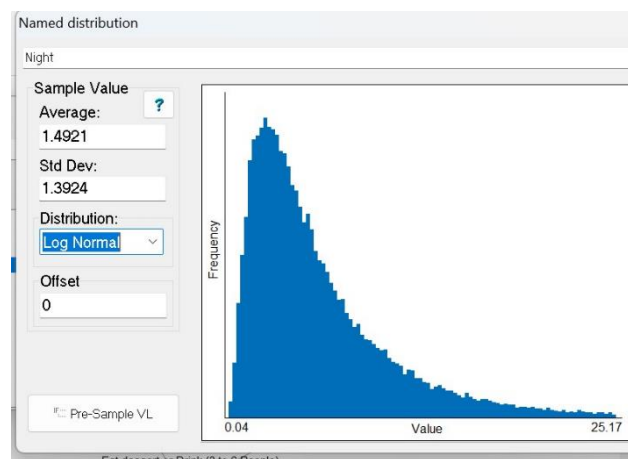 Named distribution
Night
Sample Value
?
Average:
1.4921
Std Dev:
1.3924
Distribution:
Log Normal
Offset
0
Pre-Sample VL
Frequency
0.04
Value
25.17